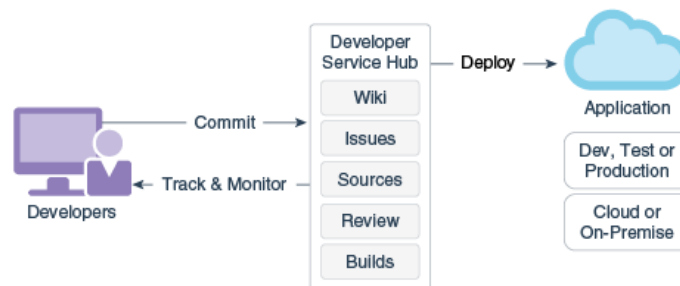 Developer
Service Hub
Wiki
Issues
Sources
Review
Builds
Commit
Track & Monitor
Developers
Deploy
Application
Dev, Test or
Production
Cloud or
On-Premise